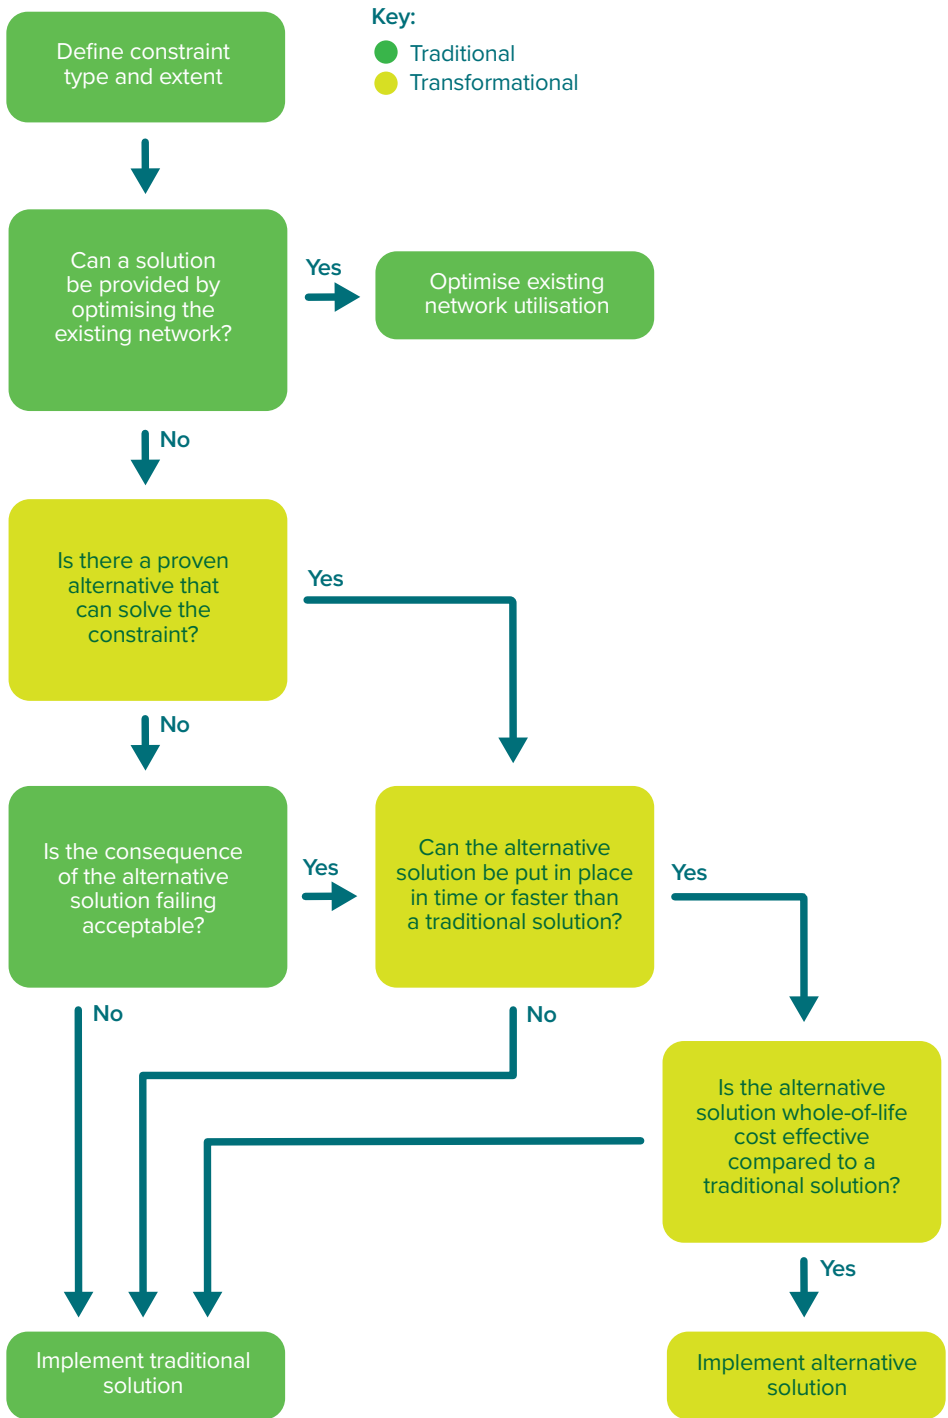 Key:
Traditional
Transformational
Define constraint
type and extent
Can a solution
be provided by
optimising the
existing network?
Yes
Optimise existing
network utilisation
No
Is there a proven
alternative that
can solve the
constraint?
Yes
No
Is the consequence
of the alternative
solution failing
acceptable?
Yes
Can the alternative
solution be put in place
in time or faster than
a traditional solution?
Yes
No
No
Is the alternative
solution whole-of-life
cost effective
compared to a
traditional solution?
Yes
Implement traditional
solution
Implement alternative
solution